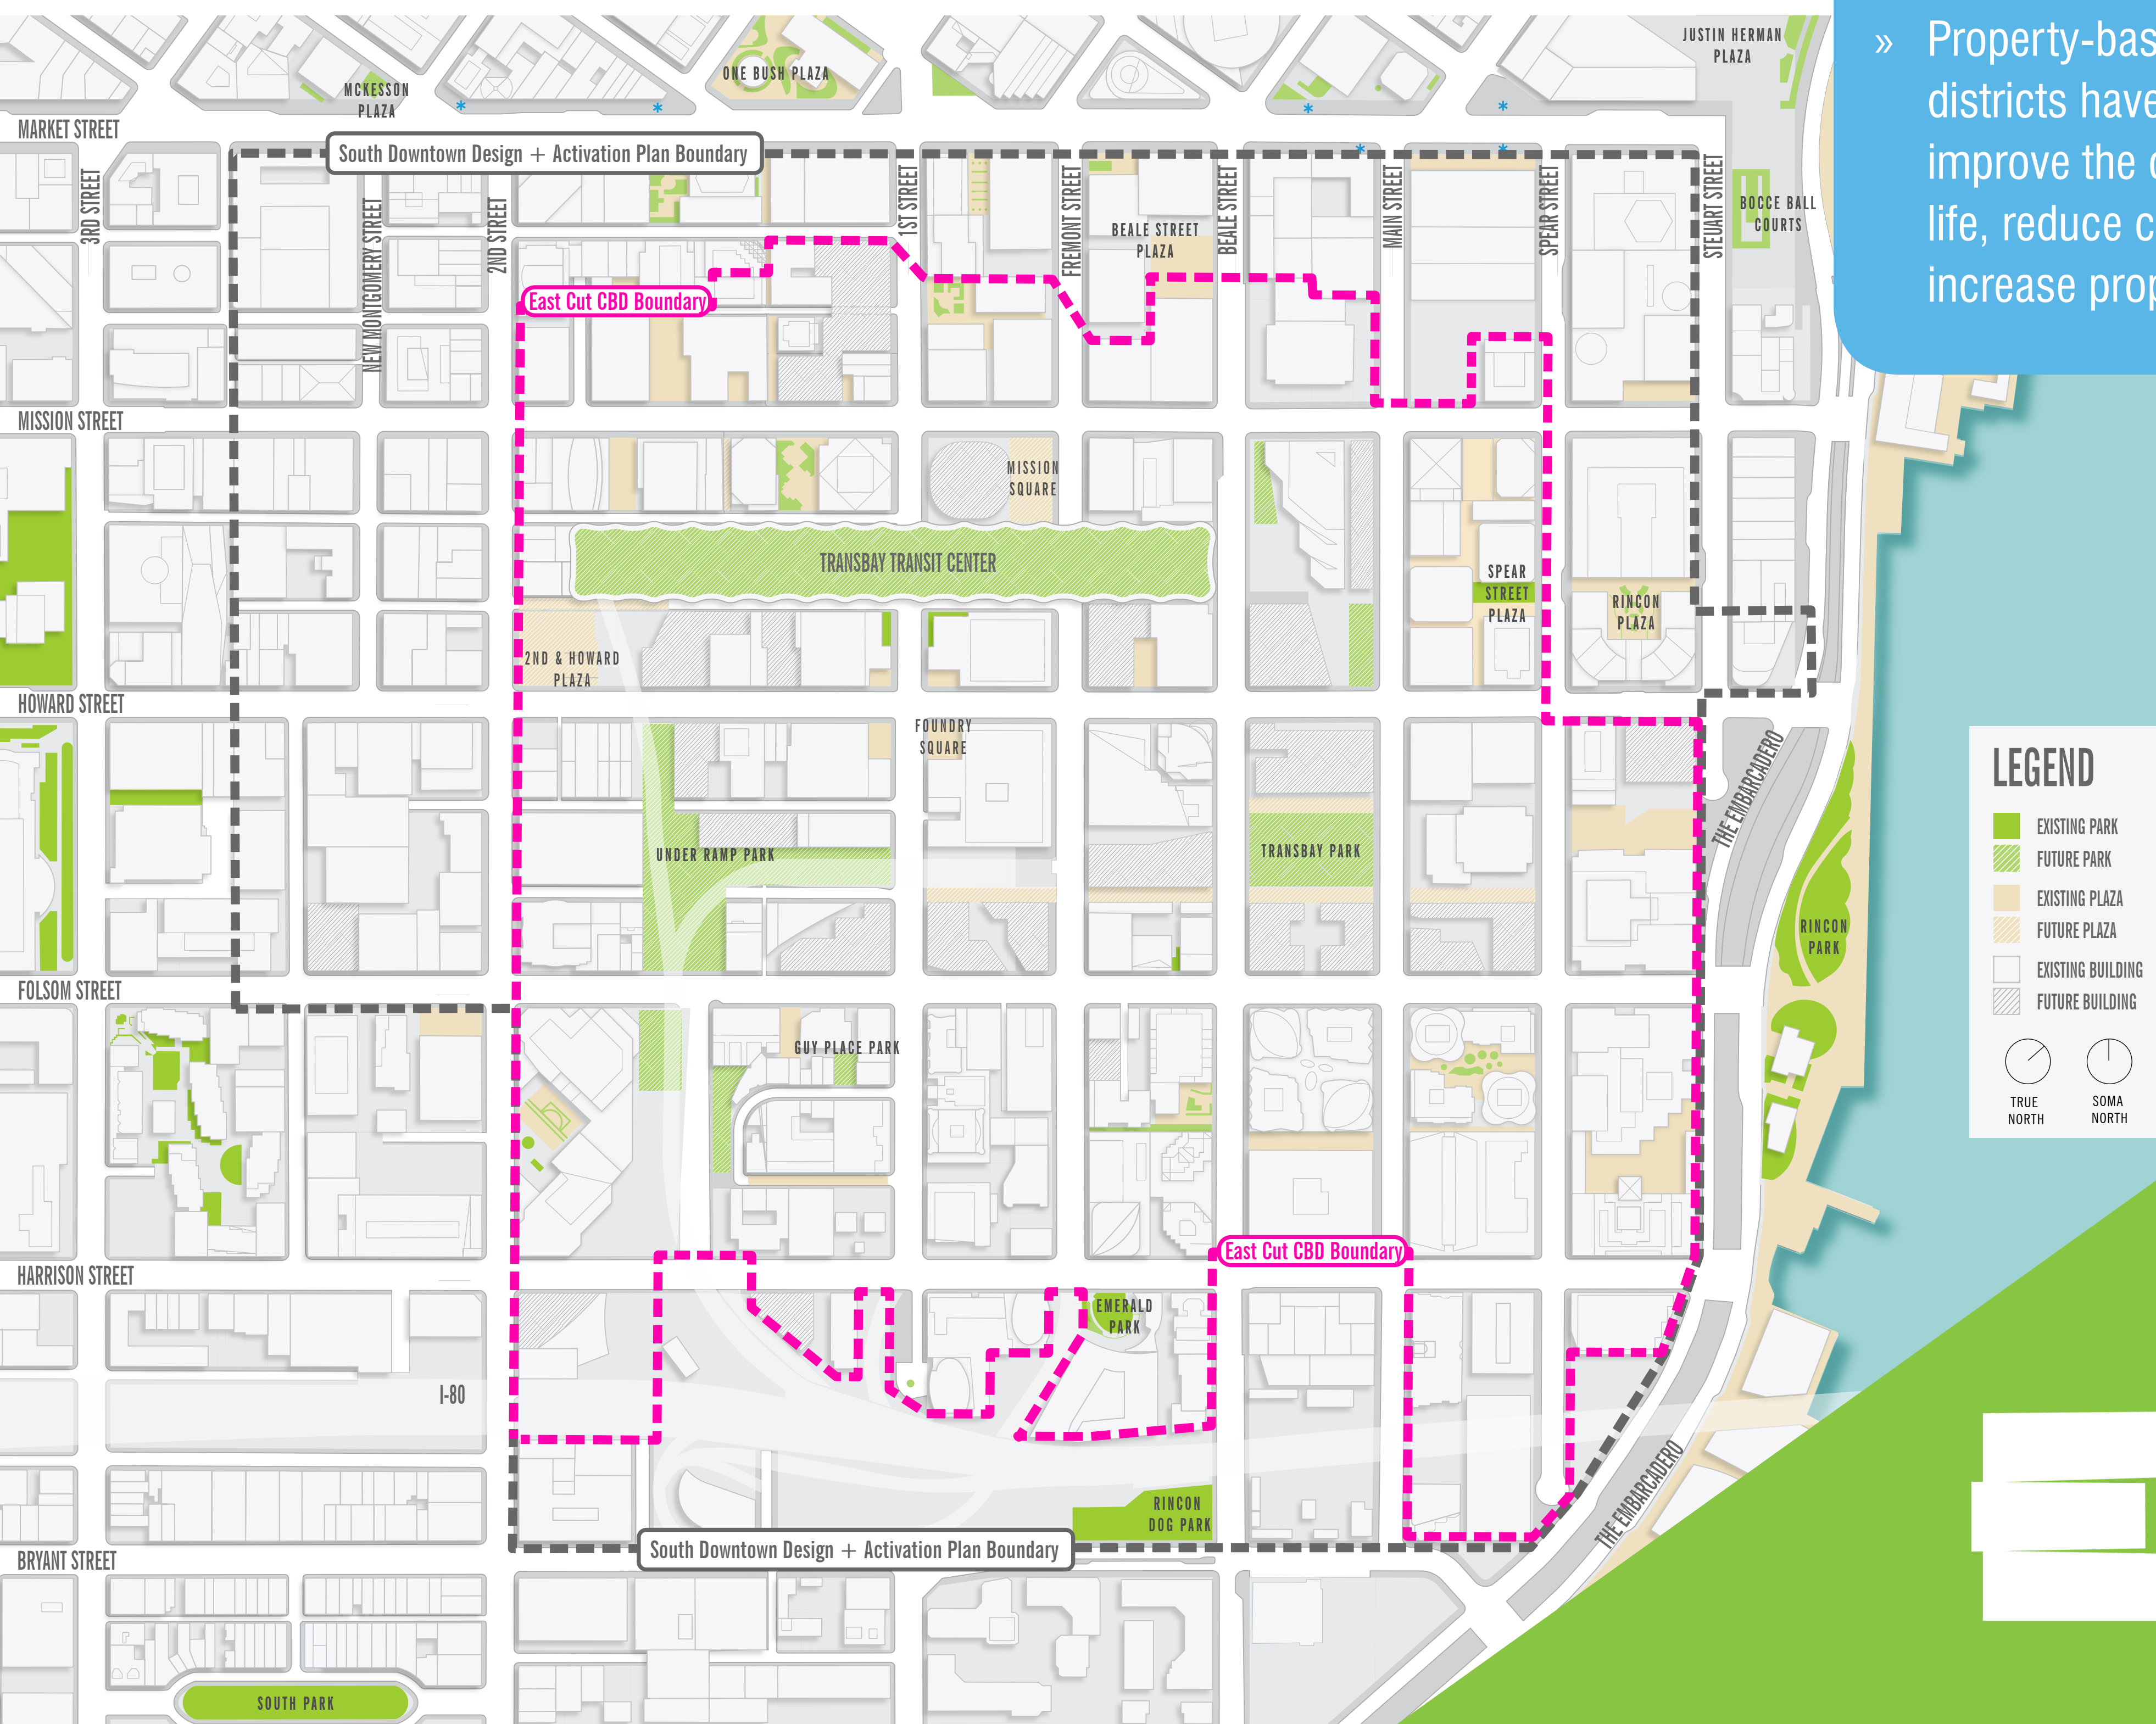 » Property-bas
districts have
improve the
life, reduce c
increase prop
JUSTIN HERMAN
PLAZA
ONE BUSH PLAZA
MCKESSON
PLAZA
MARKET STREET
South Downtown Design + Activation Plan Boundary
3RD STREET
NEW MONTGOMERY STREET
2ND STREET
1ST STREET
FREMONT STREET
BEALE STREET
MAIN STREET
SPEAR STREET
STEUART STREET
BOCCE BALL
COURTS
BEALE STREET
PLAZA
East Cut CBD Boundary
MISSION STREET
MISSION
SQUARE
TRANSBAY TRANSIT CENTER
SPEAR
STREET
PLAZA
RINCON
PLAZA
2ND & HOWARD
PLAZA
HOWARD STREET
FOUNDRY
SQUARE
THE EMBARCADERO
UNDER RAMP PARK
TRANSBAY PARK
RINCON
PARK
LEGEND
EXISTING PARK
FUTURE PARK
EXISTING PLAZA
FUTURE PLAZA
EXISTING BUILDING
FUTURE BUILDING
TRUE
NORTH
SOMA
NORTH
FOLSOM STREET
GUY PLACE PARK
East Cut CBD Boundary
HARRISON STREET
EMERALD
PARK
I-80
RINCON
DOG PARK
THE EMBARCADERO
South Downtown Design + Activation Plan Boundary
BRYANT STREET
SOUTH PARK